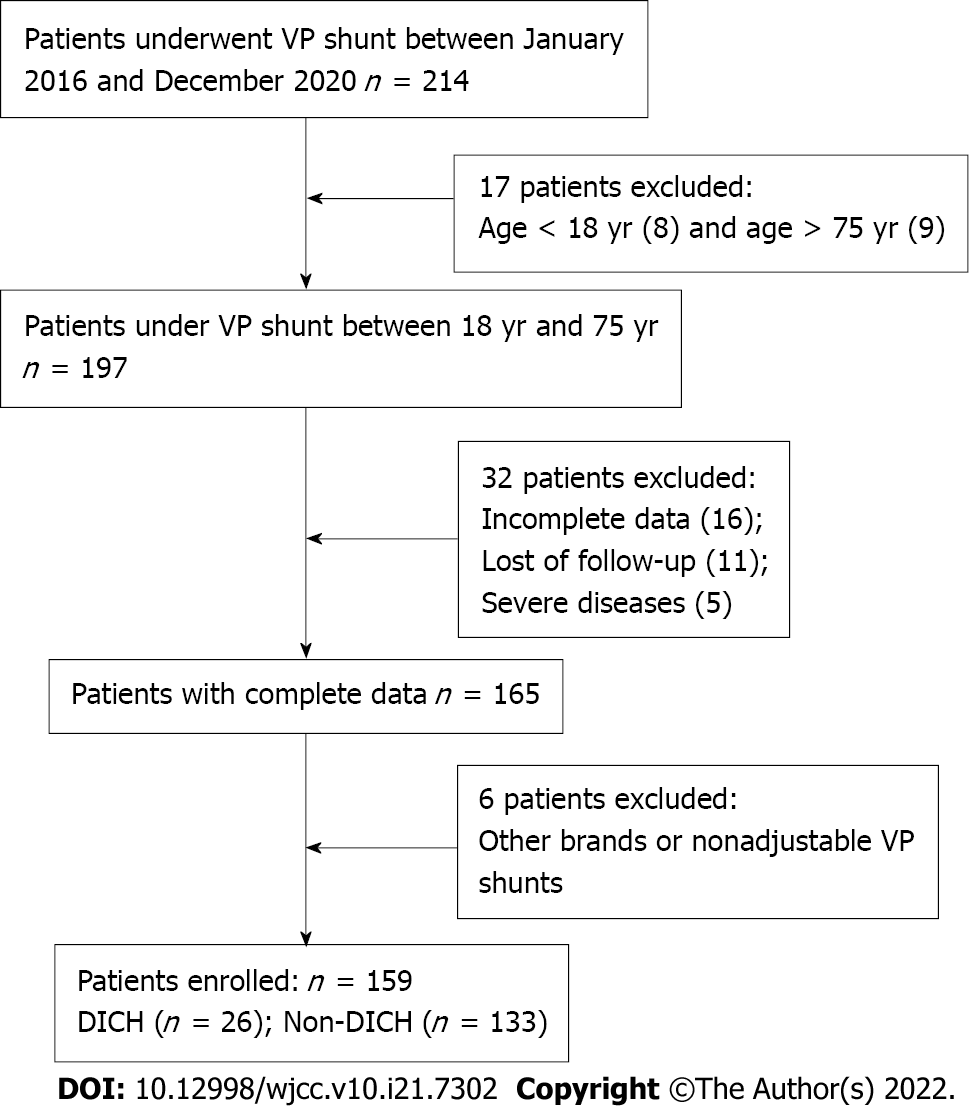 Patients underwent VP shunt between January
2016 and December 2020 n = 214
17 patients excluded:
Age < 18 yr (8) and age > 75 yr (9)
Patients under VP shunt between 18 yr and 75 yr
n = 197
32 patients excluded:
Incomplete data (16);
Lost of follow-up (11);
Severe diseases (5)
Patients with complete data n = 165
6 patients excluded:
Other brands or nonadjustable VP
shunts
Patients enrolled: n = 159
DICH (n = 26); Non-DICH (n = 133)
DOI: 10.12998/wjcc.v10.i21.7302 Copyright ©The Author(s) 2022.